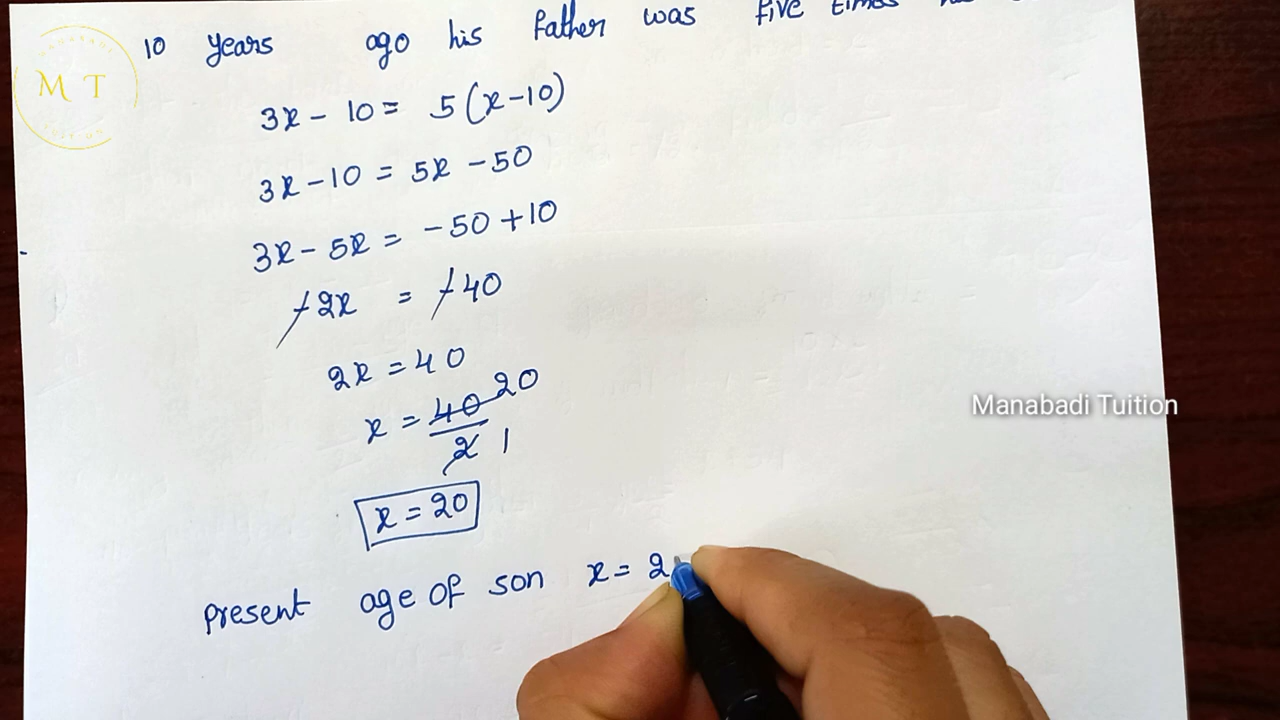 10 years ago his father was five times
M T
3x - 10 = 5(x-10)
3x - 10 = 5x - 50
3x - 5x = -50 + 10
-2x = -40
2x = 40
x = 40/2 20 1
x = 20
present age of son x = 2
Manabadi Tuition